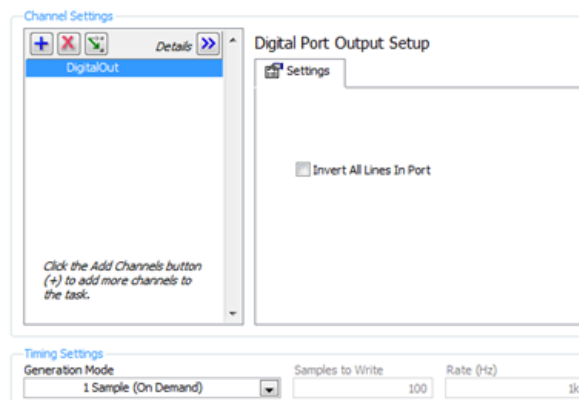 Channel Settings
Details
DigitalOut
Click the Add Channels button
(+) to add more channels to
the task.
Digital Port Output Setup
Settings
Invert All Lines In Port
Timing Settings
Generation Mode
1 Sample (On Demand)
Samples to Write
100
Rate (Hz)
1k